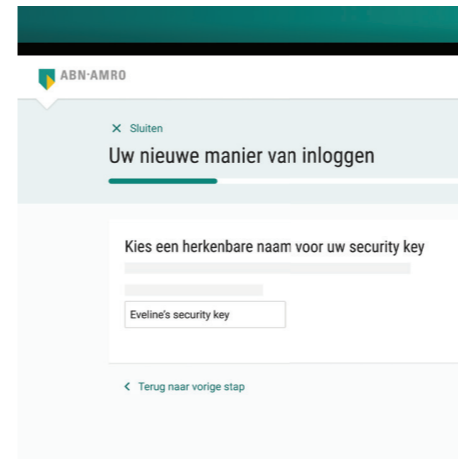 ABN·AMRO
Sluiten
Uw nieuwe manier van inloggen
Kies een herkenbare naam voor uw security key
Eveline's security key
Terug naar vorige stap